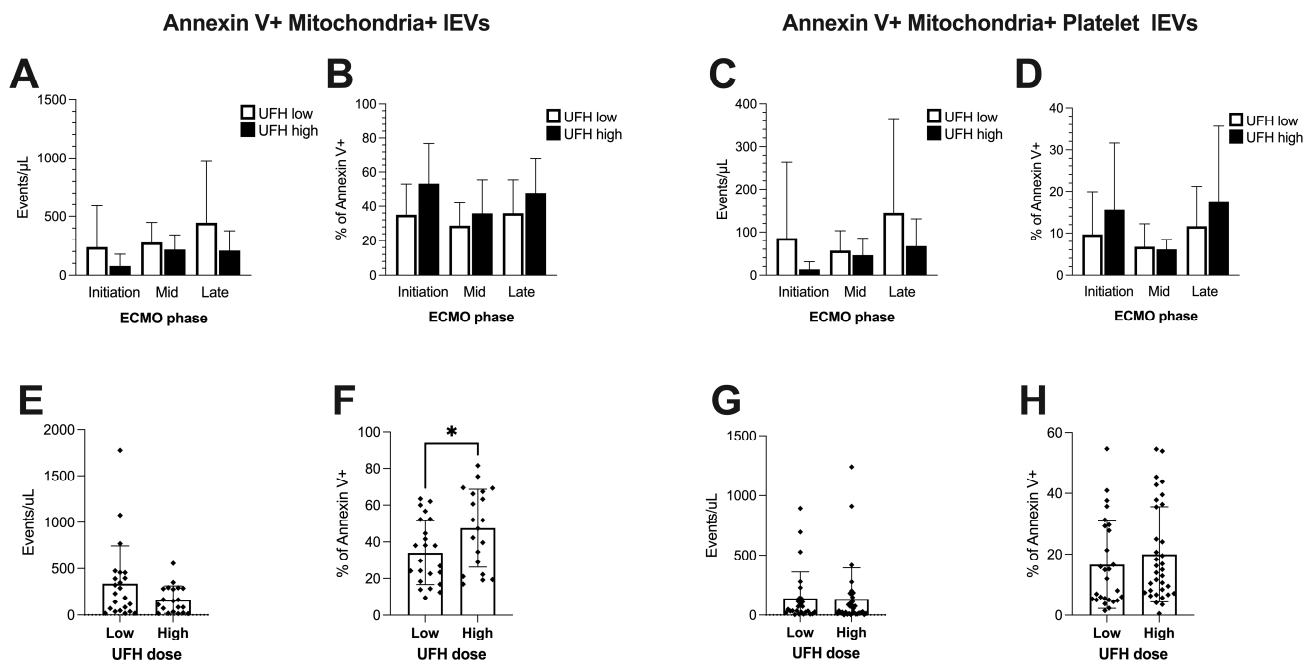 Annexin V+ Mitochondria+ lEVs
Annexin V+ Mitochondria+ Platelet lEVs
A
1500
1000
500
0
Events/µL
UFH low
UFH high
Initiation Mid Late
ECMO phase
B
100
80
60
40
20
0
% of Annexin V+
UFH low
UFH high
Initiation Mid Late
ECMO phase
C
400
300
200
100
0
Events/µL
UFH low
UFH high
Initiation Mid Late
ECMO phase
D
40
30
20
10
0
% of Annexin V+
UFH low
UFH high
Initiation Mid Late
ECMO phase
E
2000
1500
1000
500
0
Events/uL
Low High
UFH dose
F
100
80
60
40
20
0
% of Annexin V+
*
Low High
UFH dose
G
1500
1000
500
0
Events/uL
Low High
UFH dose
H
60
40
20
0
% of Annexin V+
Low High
UFH dose